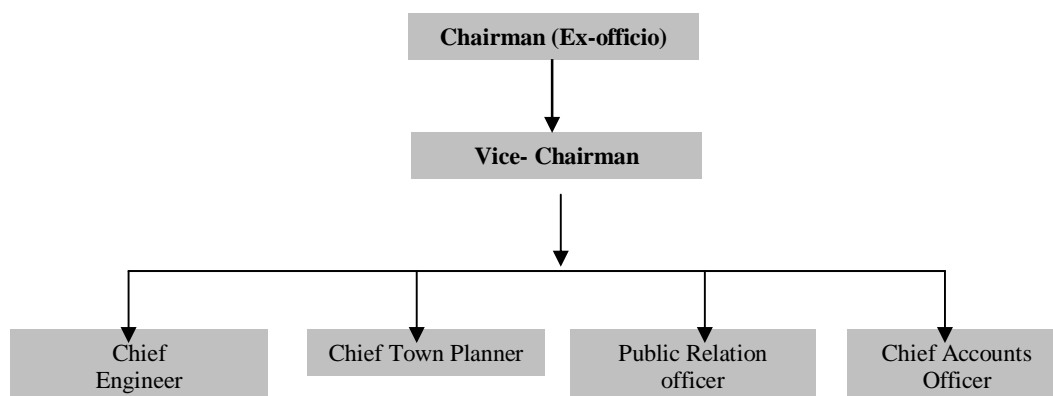 Chairman (Ex-officio)
Vice- Chairman
Chief
Engineer
Chief Town Planner
Public Relation
officer
Chief Accounts
Officer